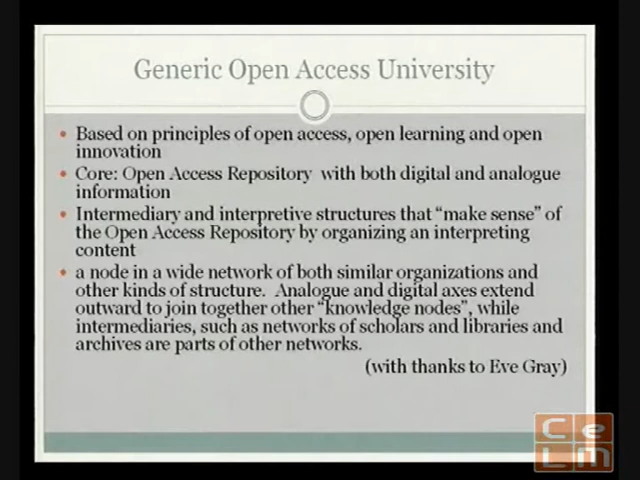 Generic Open Access University
• Based on principles of open access, open learning and open
innovation
• Core: Open Access Repository with both digital and analogue
information
• Intermediary and interpretive structures that “make sense” of
the Open Access Repository by organizing an interpreting
content
• a node in a wide network of both similar organizations and
other kinds of structure. Analogue and digital axes extend
outward to join together other “knowledge nodes”, while
intermediaries, such as networks of scholars and libraries and
archives are parts of other networks.
(with thanks to Eve Gray)
C e
L m